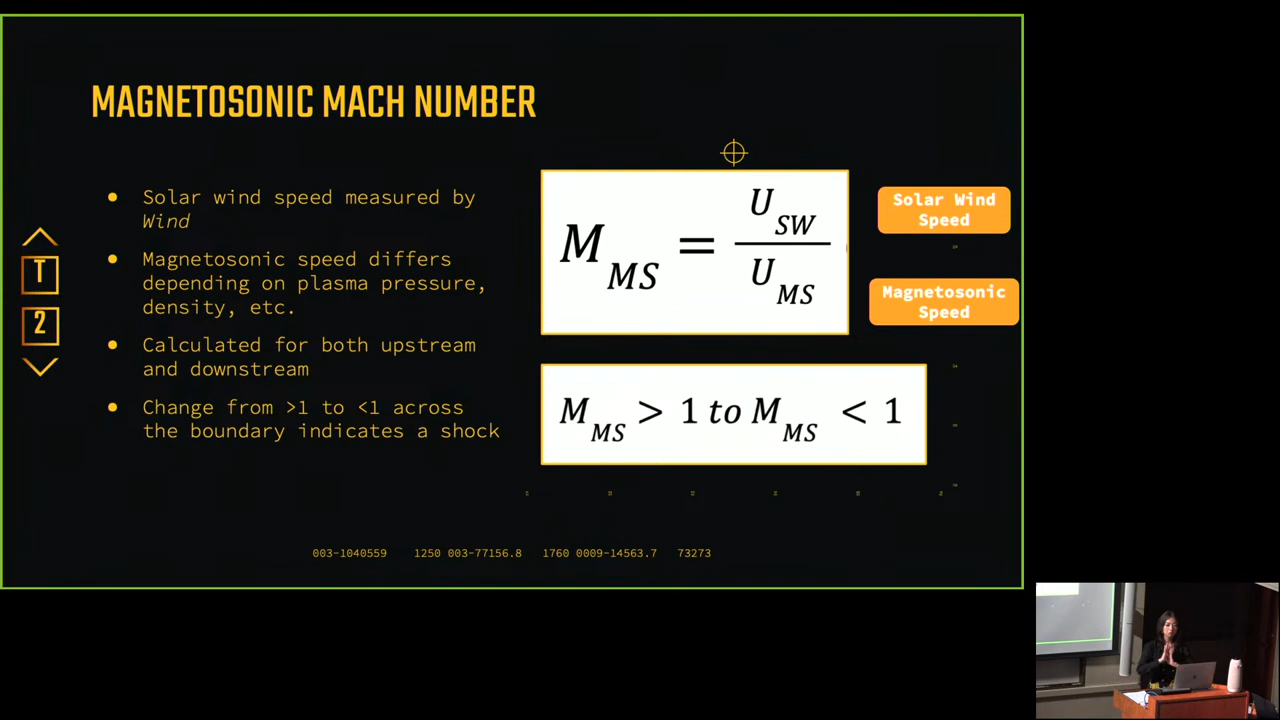 MAGNETOSONIC MACH NUMBER
● Solar wind speed measured by
Wind
● Magnetosonic speed differs
depending on plasma pressure,
density, etc.
● Calculated for both upstream
and downstream
● Change from >1 to <1 across
the boundary indicates a shock
T
2
M_MS = U_SW / U_MS
Solar Wind
Speed
Magnetosonic
Speed
M_MS > 1 to M_MS < 1
003-1040559 1250 003-77156.8 1760 0009-14563.7 73273